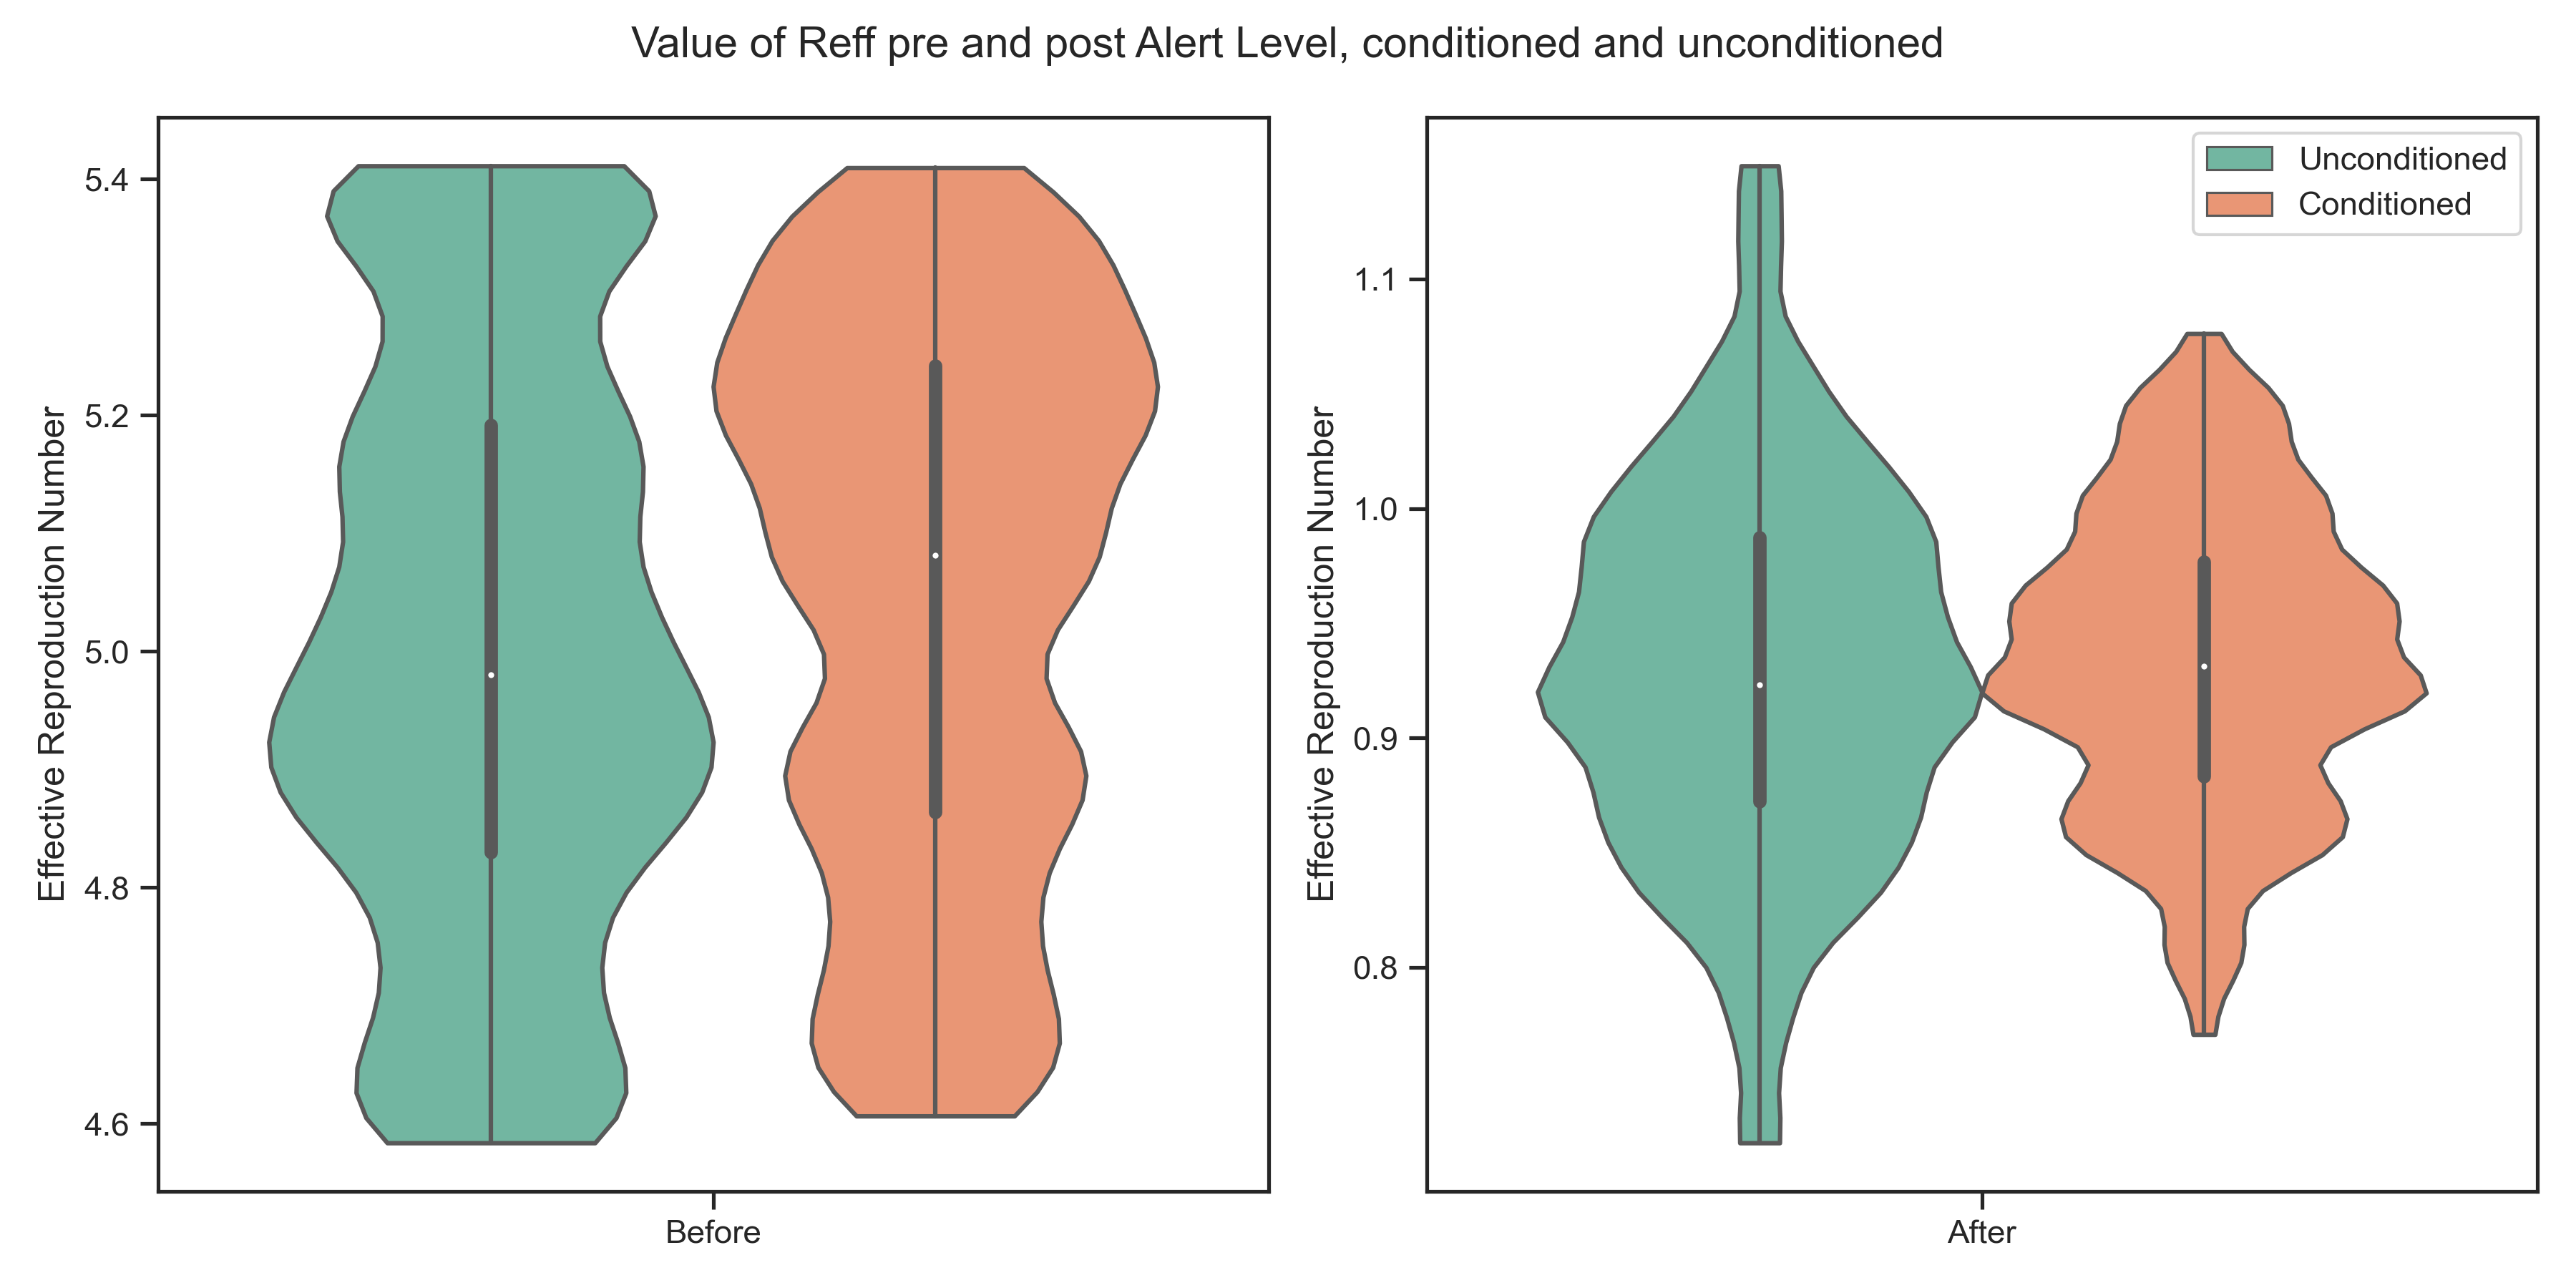 Value of Reff pre and post Alert Level, conditioned and unconditioned
Effective Reproduction Number
5.4
5.2
5.0
4.8
4.6
Before
Effective Reproduction Number
1.1
1.0
0.9
0.8
After
Unconditioned
Conditioned